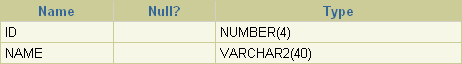 Name Null? Type
ID NUMBER(4)
NAME VARCHAR2(40)